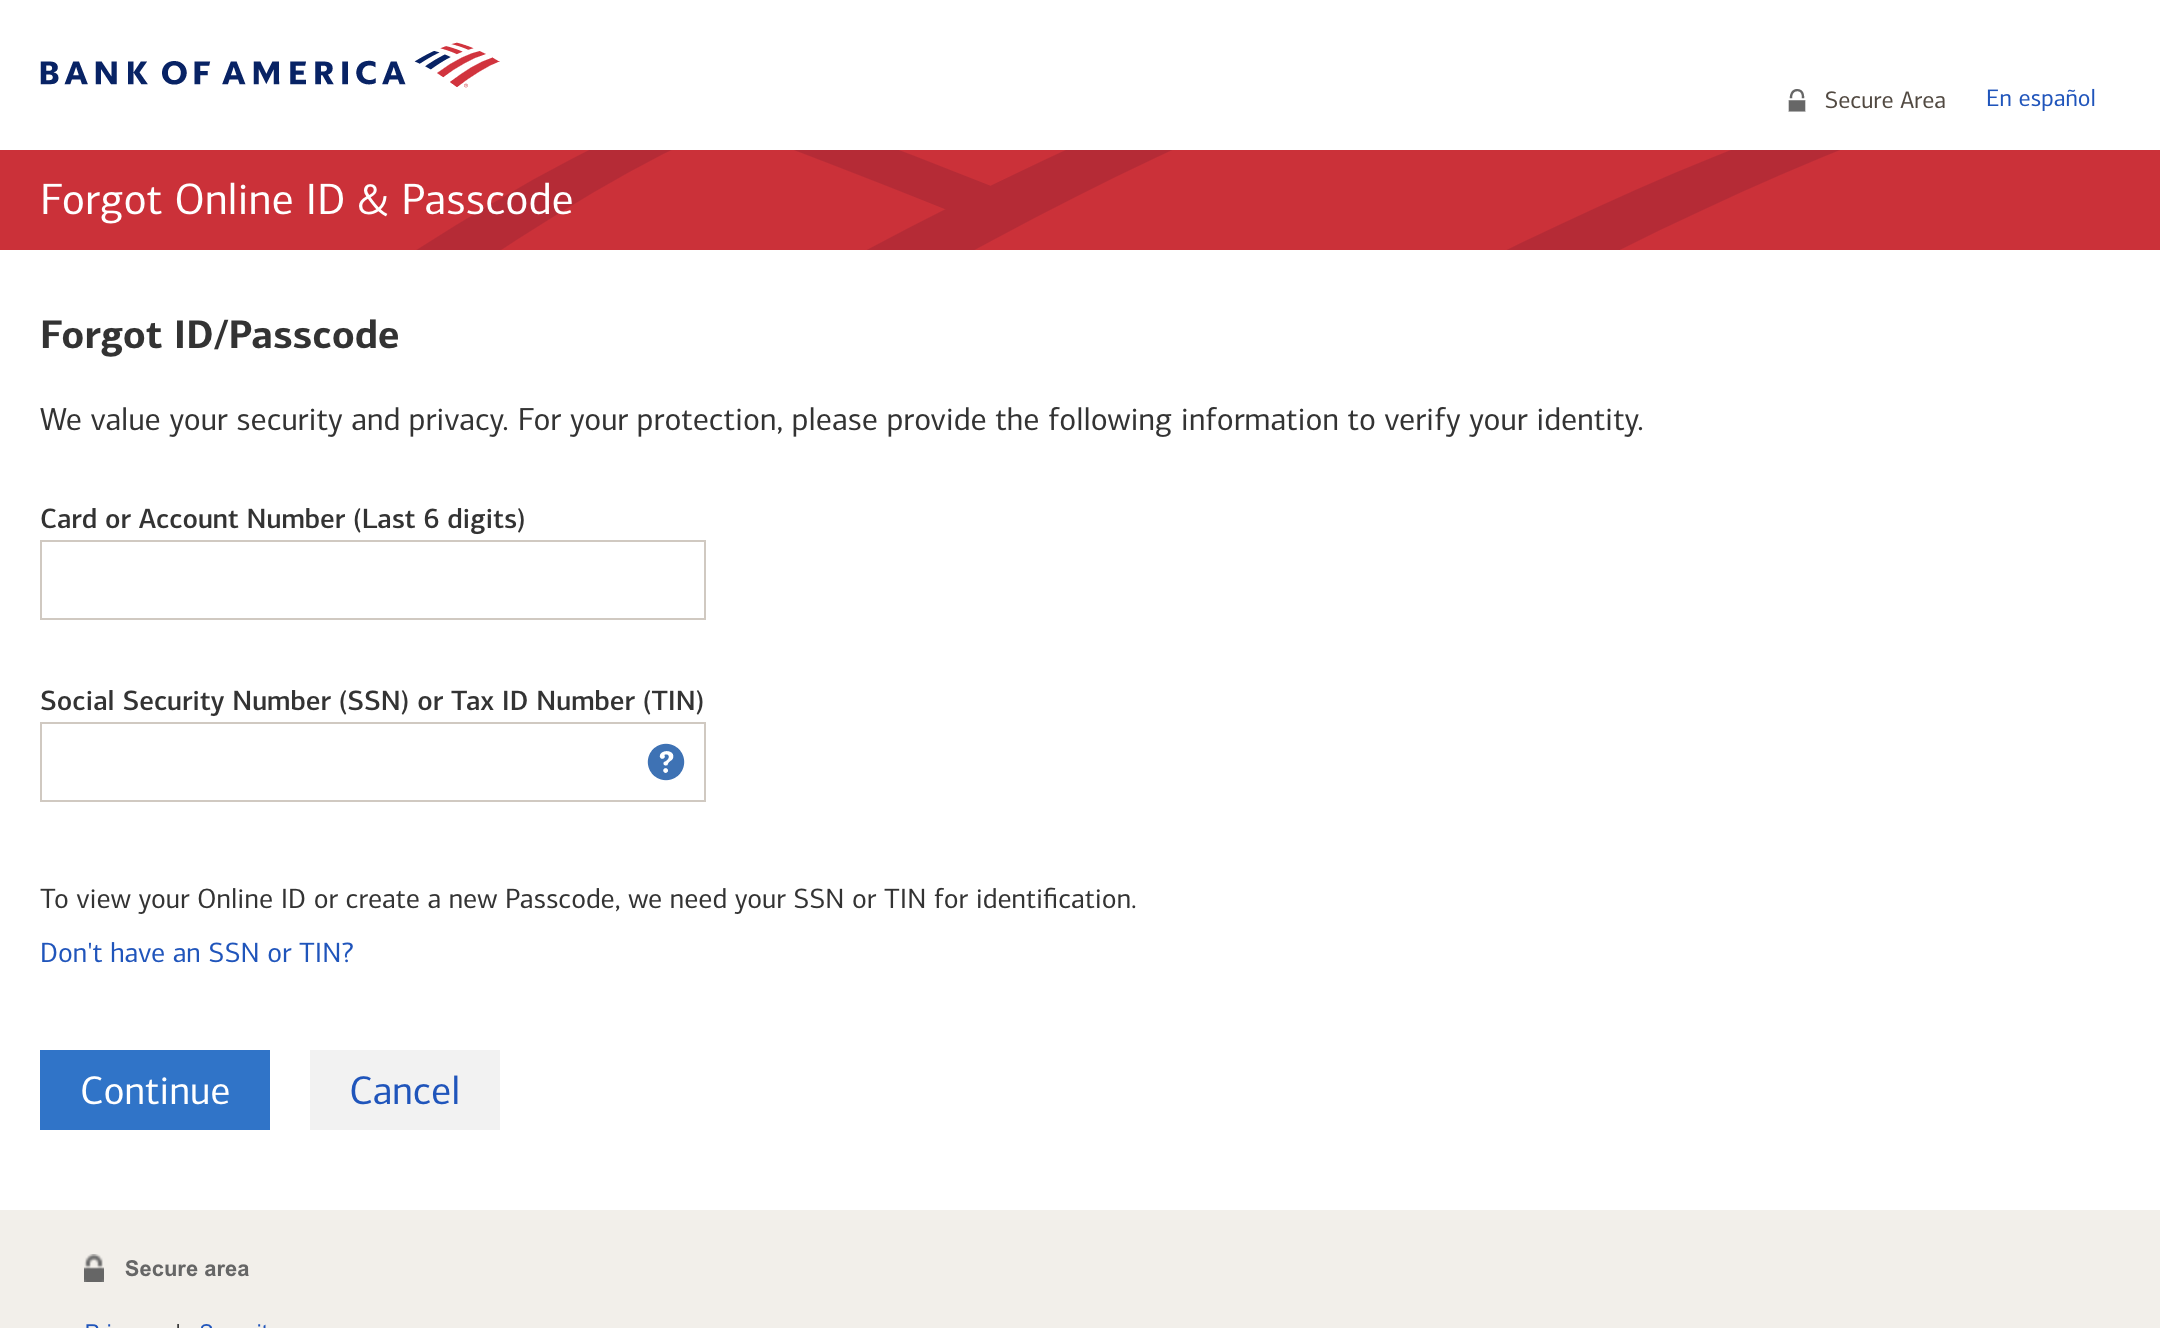 BANK OF AMERICA
Secure Area
En español
Forgot Online ID & Passcode
Forgot ID/Passcode
We value your security and privacy. For your protection, please provide the following information to verify your identity.
Card or Account Number (Last 6 digits)
Social Security Number (SSN) or Tax ID Number (TIN)
?
To view your Online ID or create a new Passcode, we need your SSN or TIN for identification.
Don't have an SSN or TIN?
Continue
Cancel
Secure area